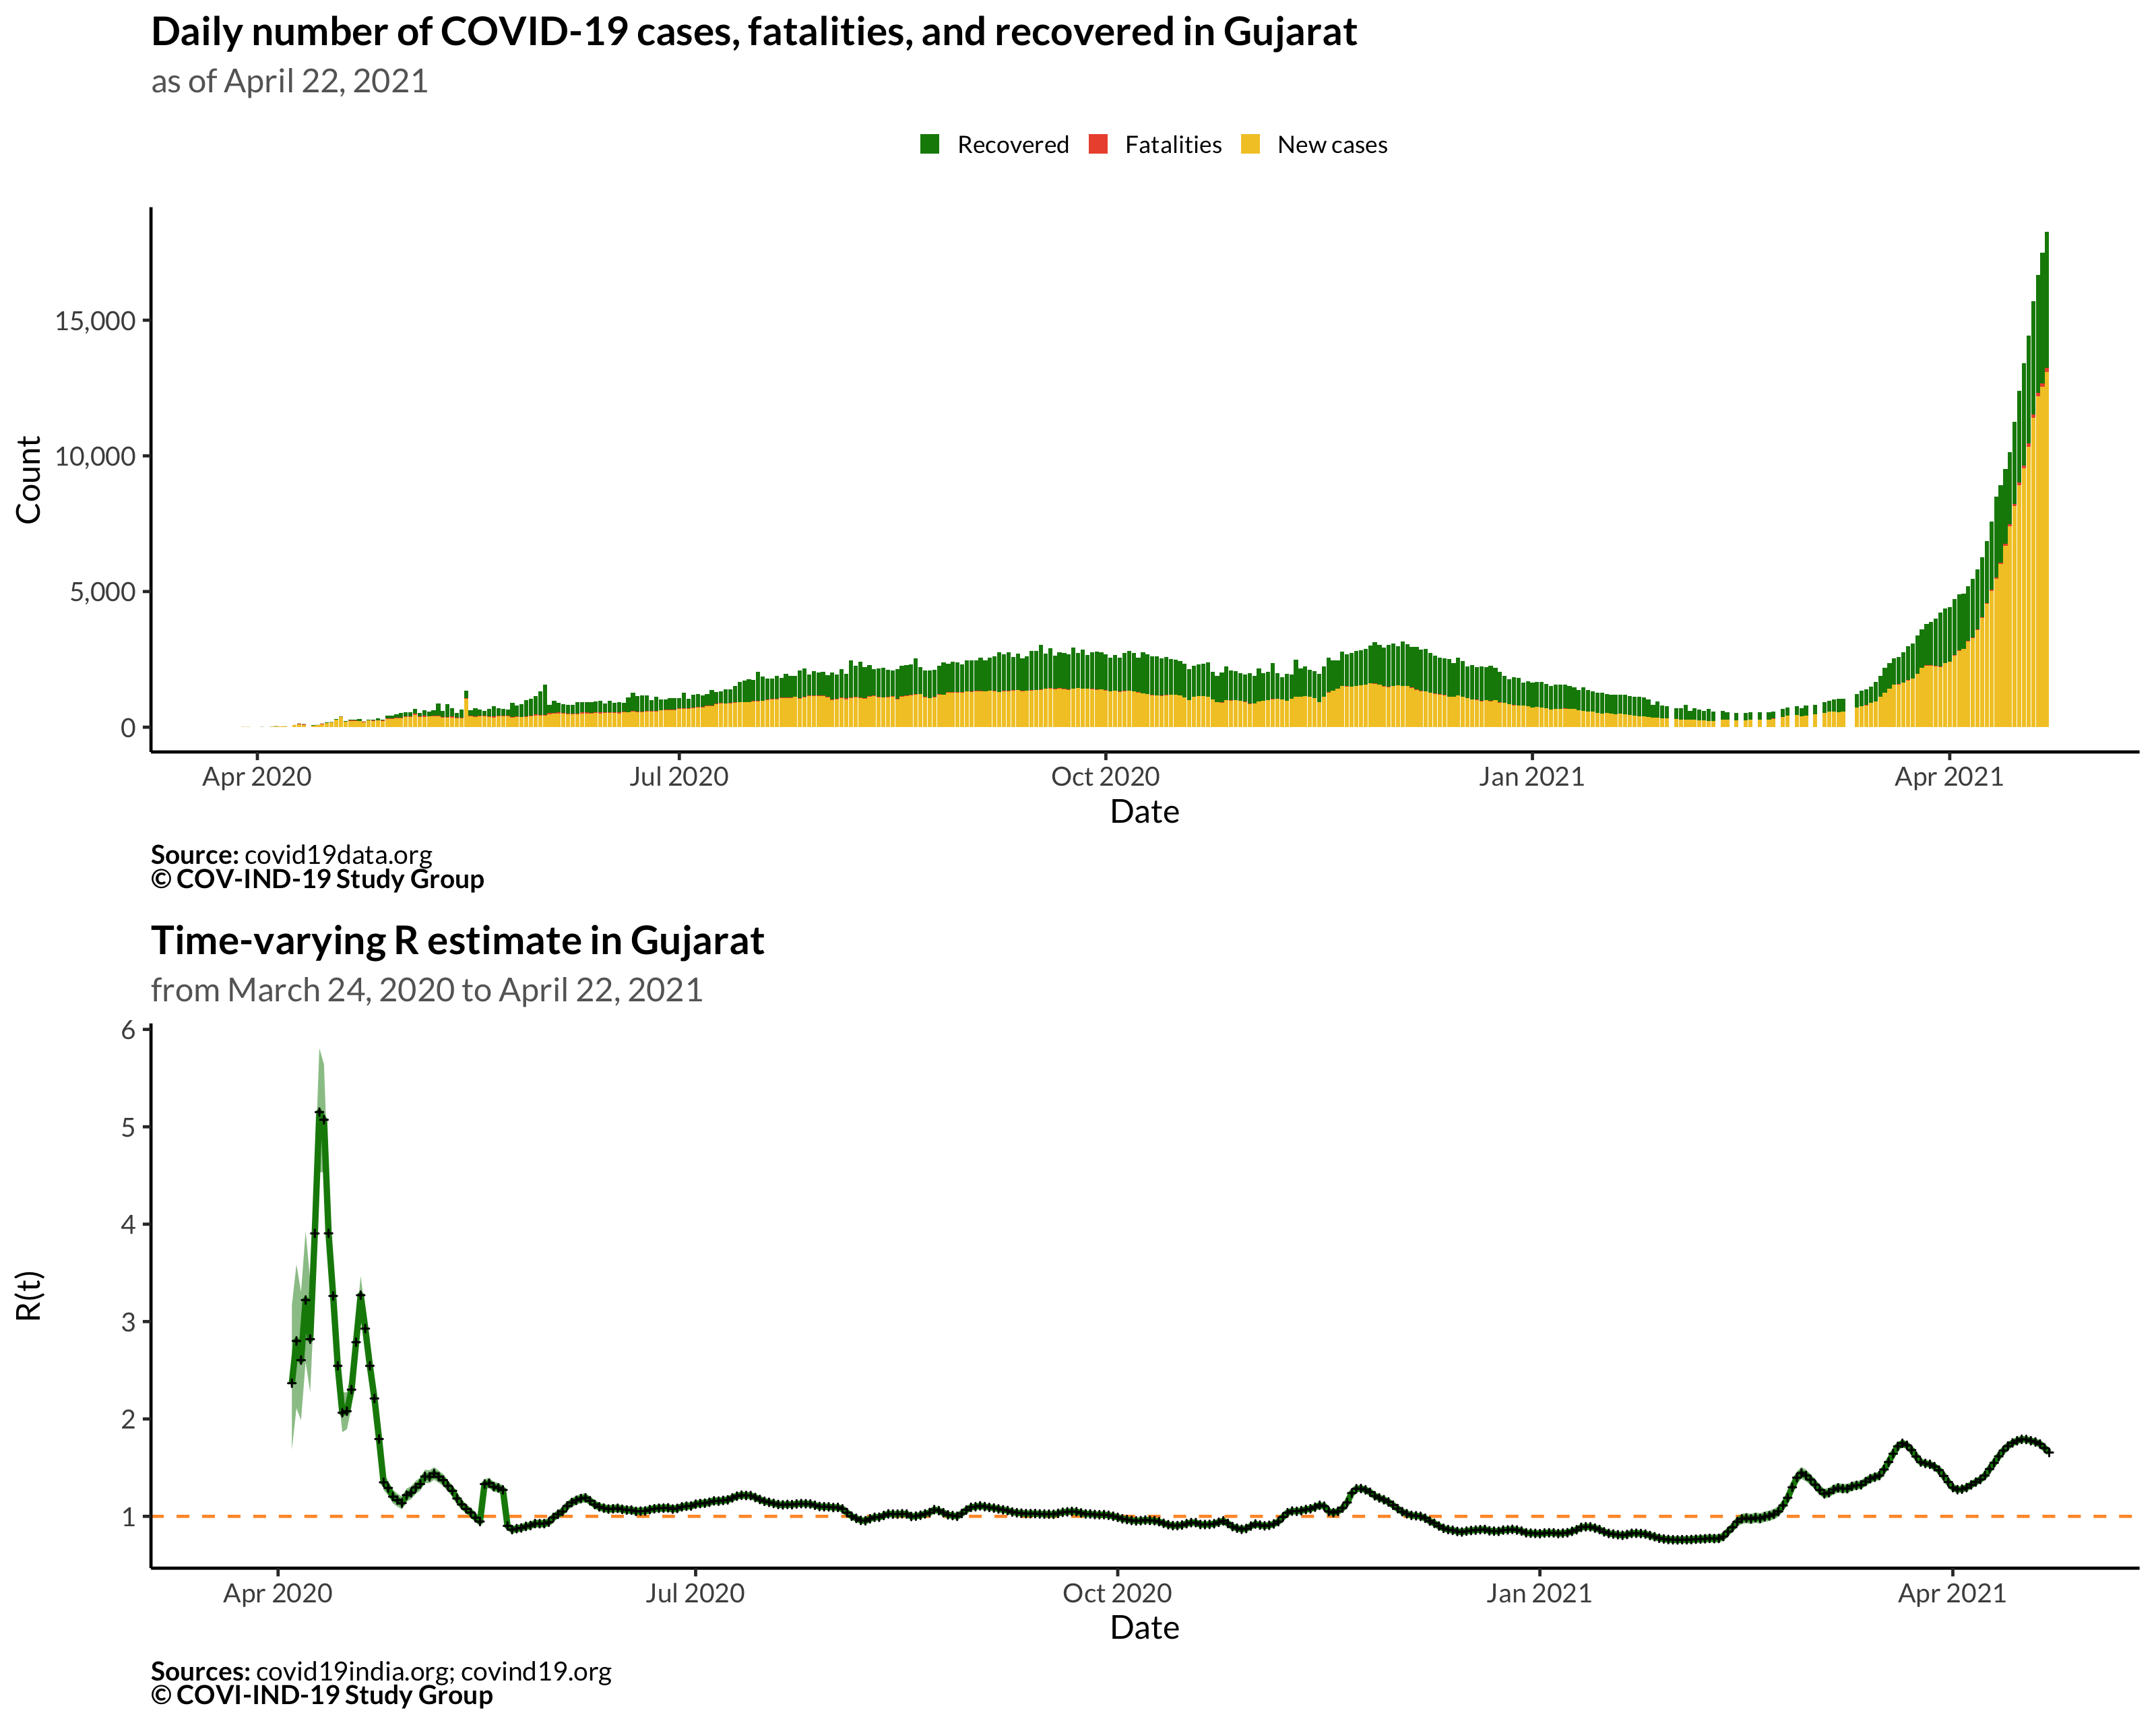 Daily number of COVID-19 cases, fatalities, and recovered in Gujarat
as of April 22, 2021
Recovered Fatalities New cases
Count
15,000
10,000
5,000
0
Apr 2020 Jul 2020 Oct 2020 Jan 2021 Apr 2021
Date
Source: covid19data.org
© COV-IND-19 Study Group
Time-varying R estimate in Gujarat
from March 24, 2020 to April 22, 2021
R(t)
6
5
4
3
2
1
Apr 2020 Jul 2020 Oct 2020 Jan 2021 Apr 2021
Date
Sources: covid19india.org; covind19.org
© COVI-IND-19 Study Group